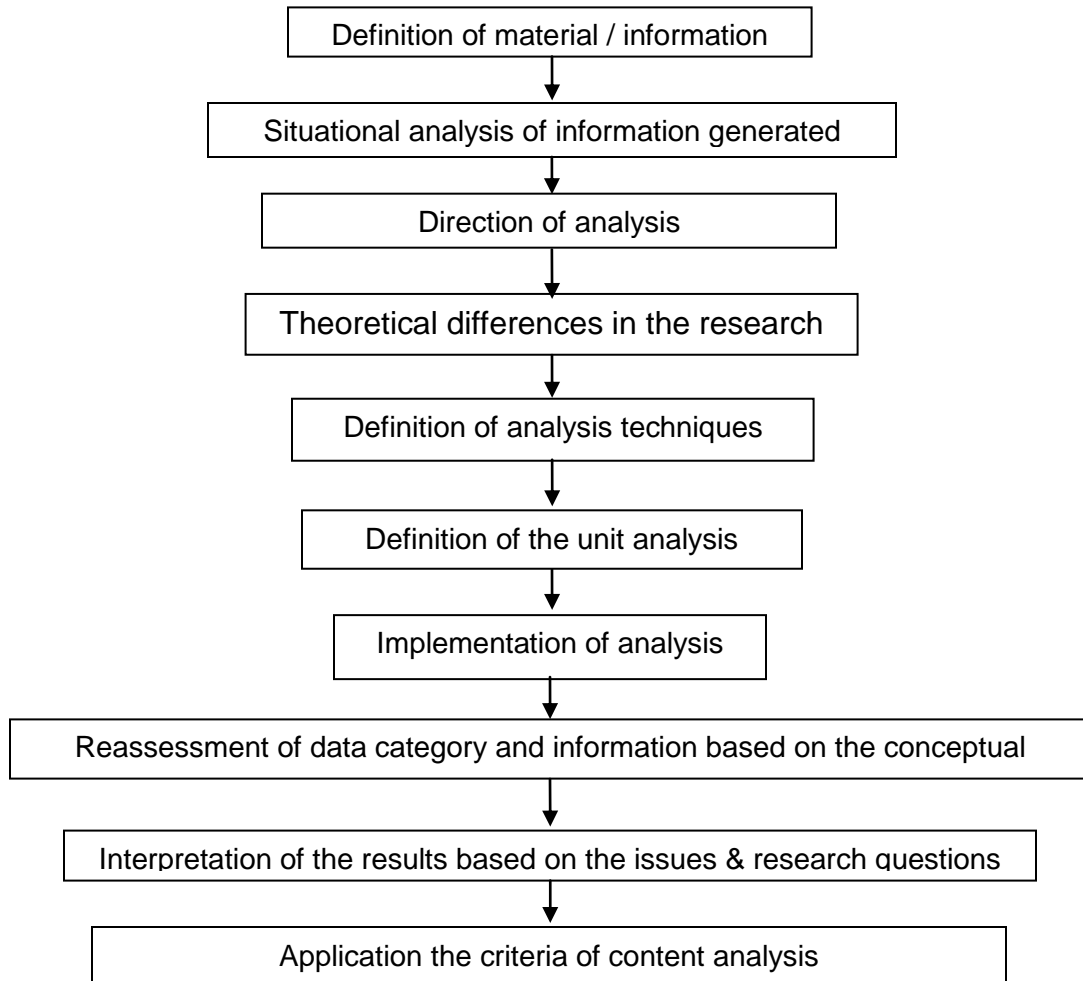 Definition of material / information
Situational analysis of information generated
Direction of analysis
Theoretical differences in the research
Definition of analysis techniques
Definition of the unit analysis
Implementation of analysis
Reassessment of data category and information based on the conceptual
Interpretation of the results based on the issues & research questions
Application the criteria of content analysis